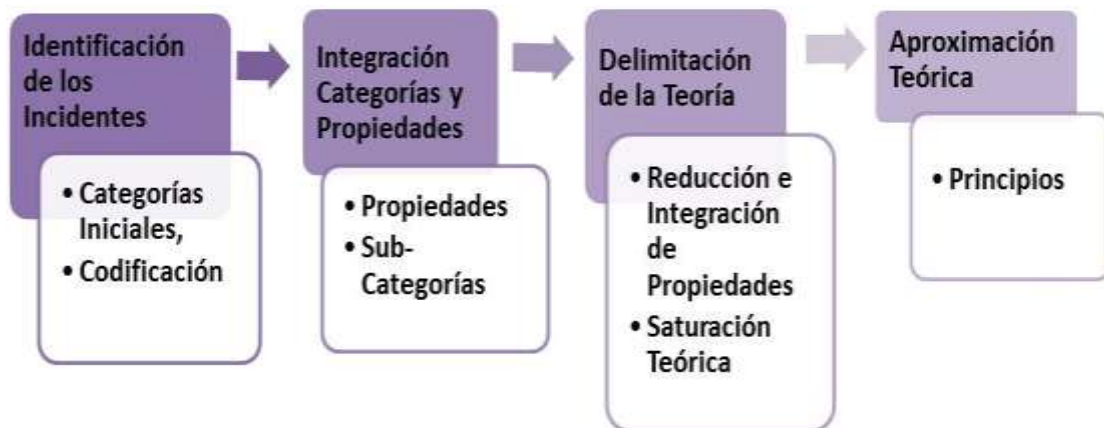 Identificación
de los
Incidentes
• Categorías
Iniciales,
• Codificación
Integración
Categorías y
Propiedades
• Propiedades
• Sub-
Categorías
Delimitación
de la Teoría
• Reducción e
Integración
de
Propiedades
• Saturación
Teórica
Aproximación
Teórica
• Principios